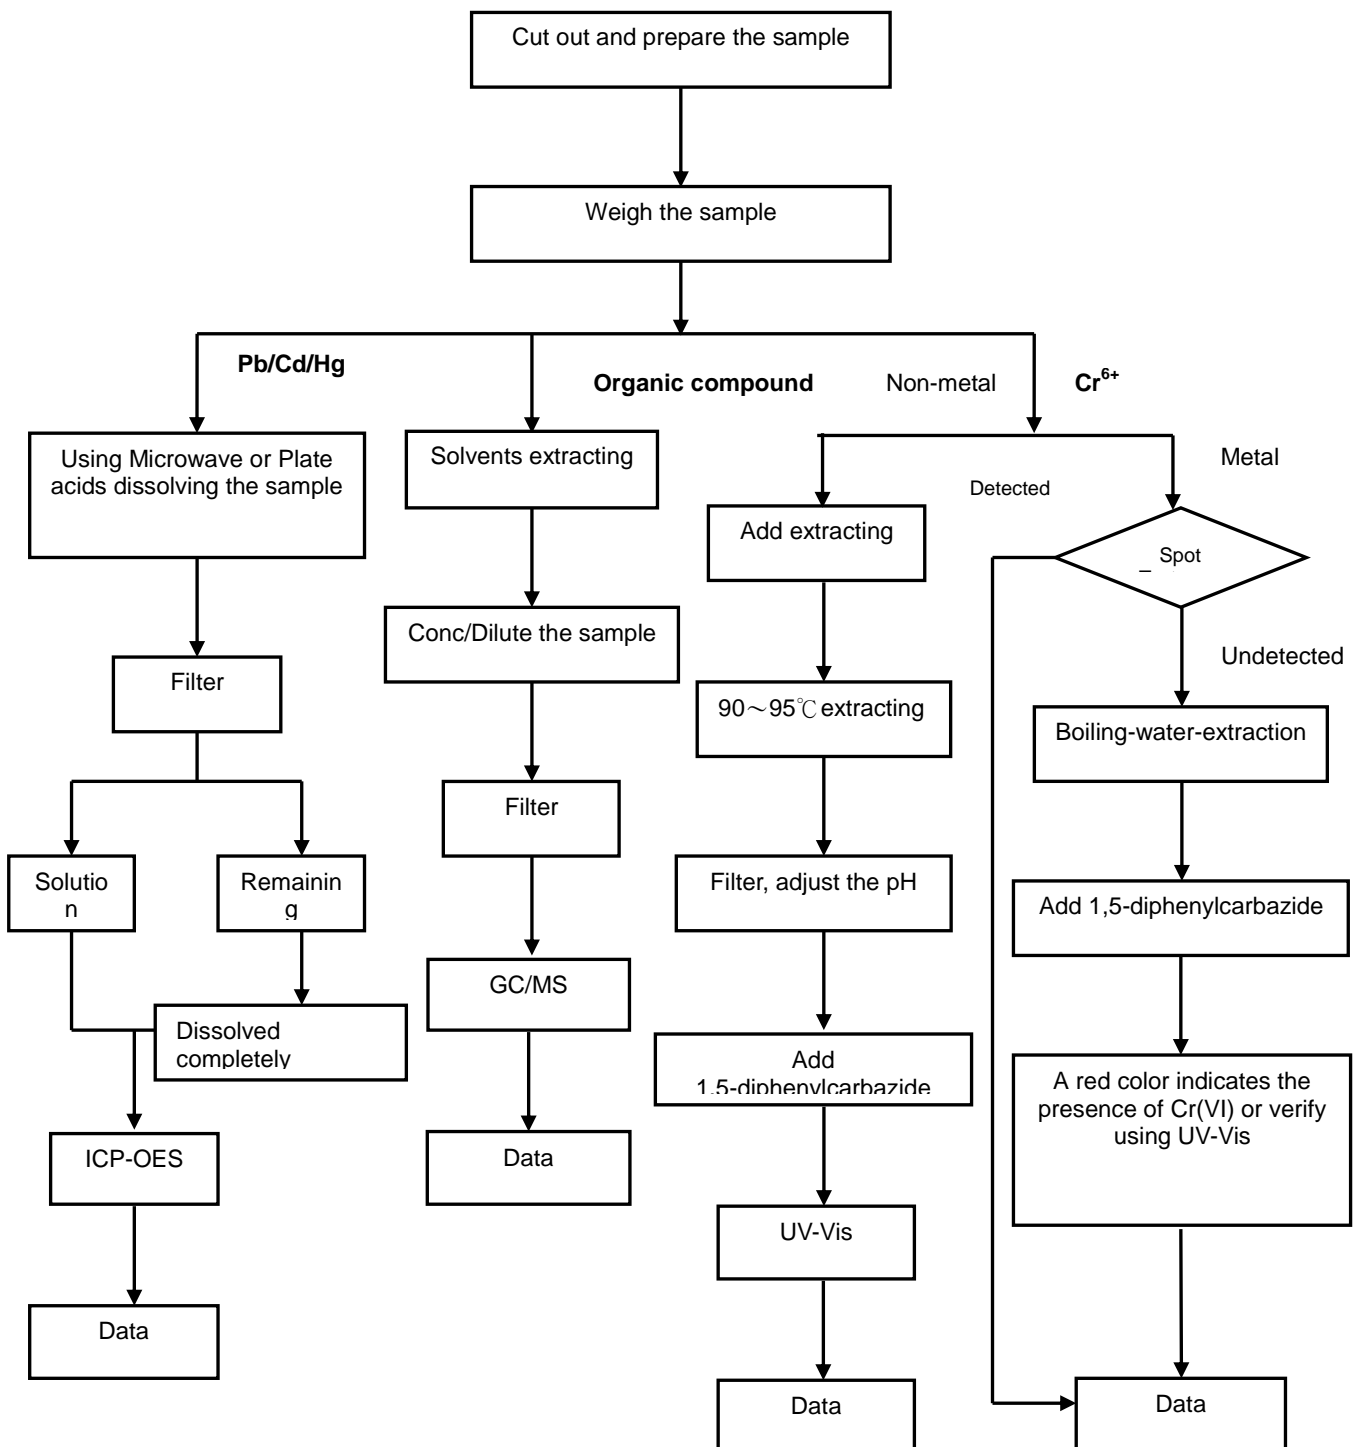 Cut out and prepare the sample
Weigh the sample
Pb/Cd/Hg
Organic compound
Non-metal
Cr6+
Using Microwave or Plate
acids dissolving the sample
Filter
Solutio
n
Remainin
g
Dissolved
completely
ICP-OES
Data
Solvents extracting
Conc/Dilute the sample
Filter
GC/MS
Data
Add extracting
90～95℃ extracting
Filter, adjust the pH
Add
1,5-diphenylcarbazide
UV-Vis
Data
Metal
Detected
_ Spot
Undetected
Boiling-water-extraction
Add 1,5-diphenylcarbazide
A red color indicates the
presence of Cr(VI) or verify
using UV-Vis
Data